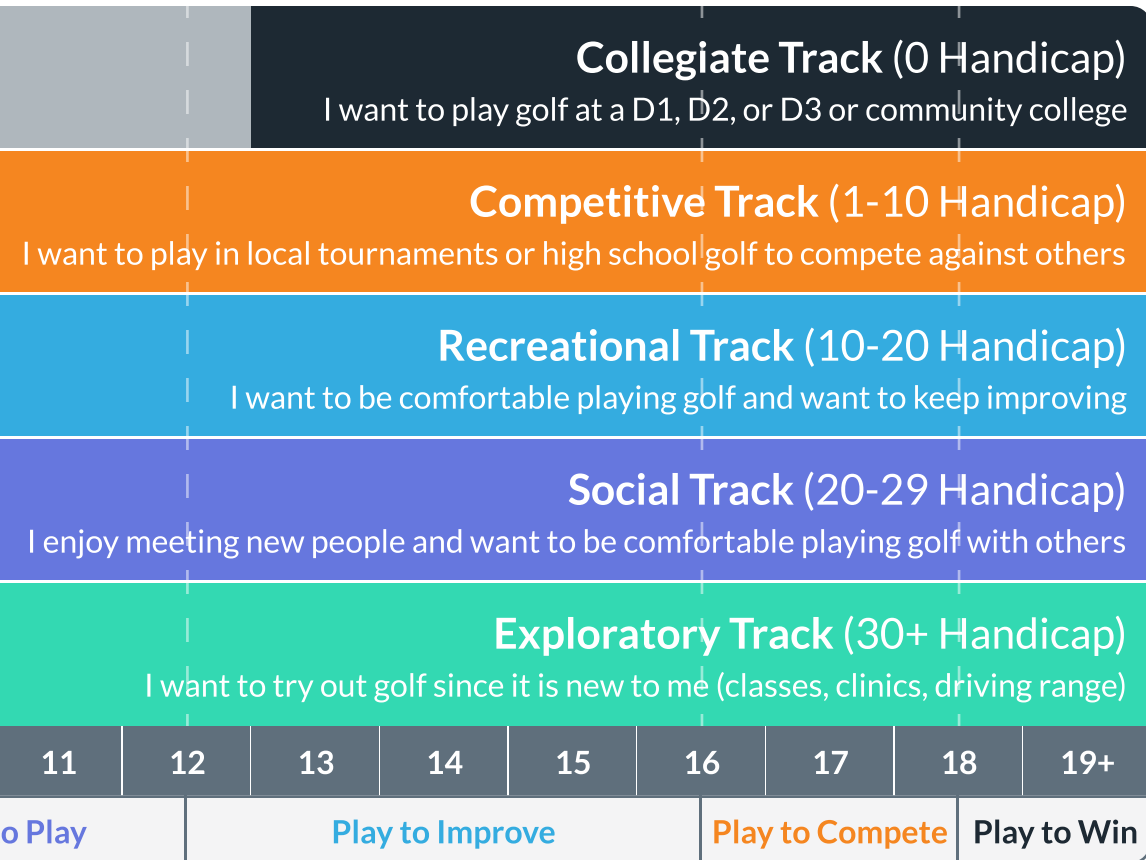 Collegiate Track (0 Handicap)
I want to play golf at a D1, D2, or D3 or community college
Competitive Track (1-10 Handicap)
I want to play in local tournaments or high school golf to compete against others
Recreational Track (10-20 Handicap)
I want to be comfortable playing golf and want to keep improving
Social Track (20-29 Handicap)
I enjoy meeting new people and want to be comfortable playing golf with others
Exploratory Track (30+ Handicap)
I want to try out golf since it is new to me (classes, clinics, driving range)
11 12 13 14 15 16 17 18 19+
o Play Play to Improve Play to Compete Play to Win